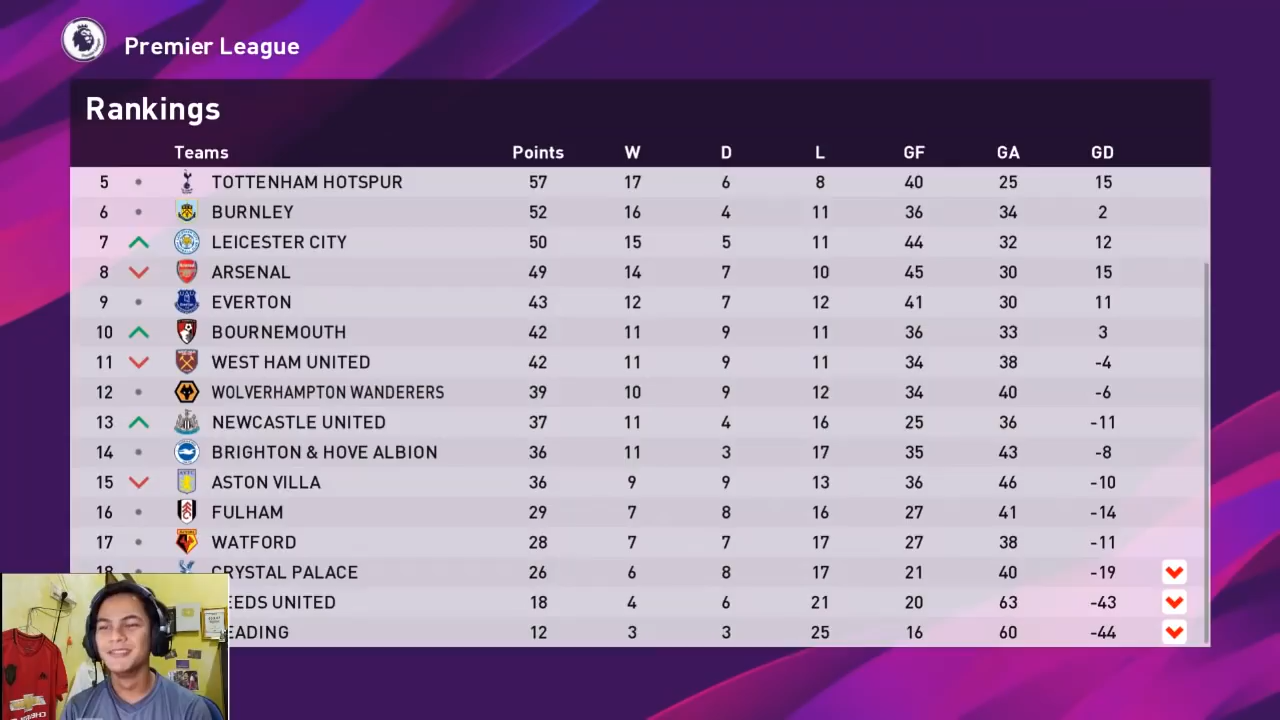 Premier League
Rankings
Teams Points W D L GF GA GD
5 TOTTENHAM HOTSPUR 57 17 6 8 40 25 15
6 BURNLEY 52 16 4 11 36 34 2
7 LEICESTER CITY 50 15 5 11 44 32 12
8 ARSENAL 49 14 7 10 45 30 15
9 EVERTON 43 12 7 12 41 30 11
10 BOURNEMOUTH 42 11 9 11 36 33 3
11 WEST HAM UNITED 42 11 9 11 34 38 -4
12 WOLVERHAMPTON WANDERERS 39 10 9 12 34 40 -6
13 NEWCASTLE UNITED 37 11 4 16 25 36 -11
14 BRIGHTON & HOVE ALBION 36 11 3 17 35 43 -8
15 ASTON VILLA 36 9 9 13 36 46 -10
16 FULHAM 29 7 8 16 27 41 -14
17 WATFORD 28 7 7 17 27 38 -11
18 CRYSTAL PALACE 26 6 8 17 21 40 -19
EEDS UNITED 18 4 6 21 20 63 -43
EADING 12 3 3 25 16 60 -44